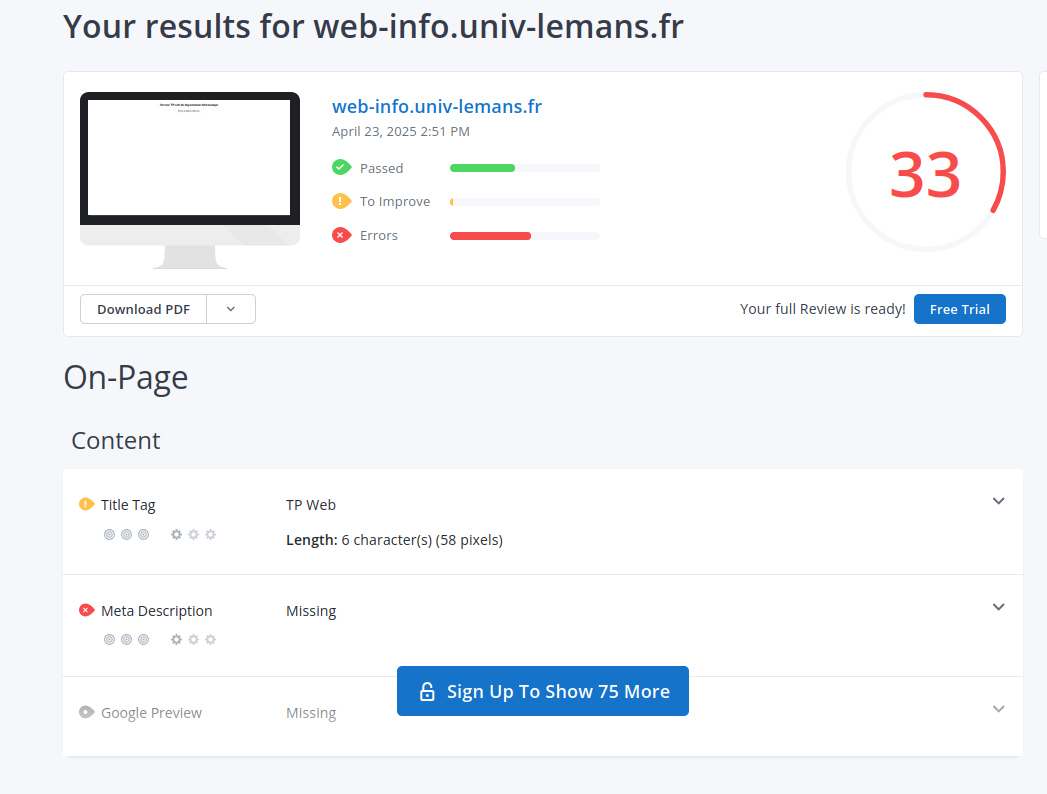 Your results for web-info.univ-lemans.fr
web-info.univ-lemans.fr
April 23, 2025 2:51 PM
Passed
To Improve
Errors
33
Download PDF
Your full Review is ready!
Free Trial
On-Page
Content
Title Tag
TP Web
Length: 6 character(s) (58 pixels)
Meta Description
Missing
Sign Up To Show 75 More
Google Preview
Missing